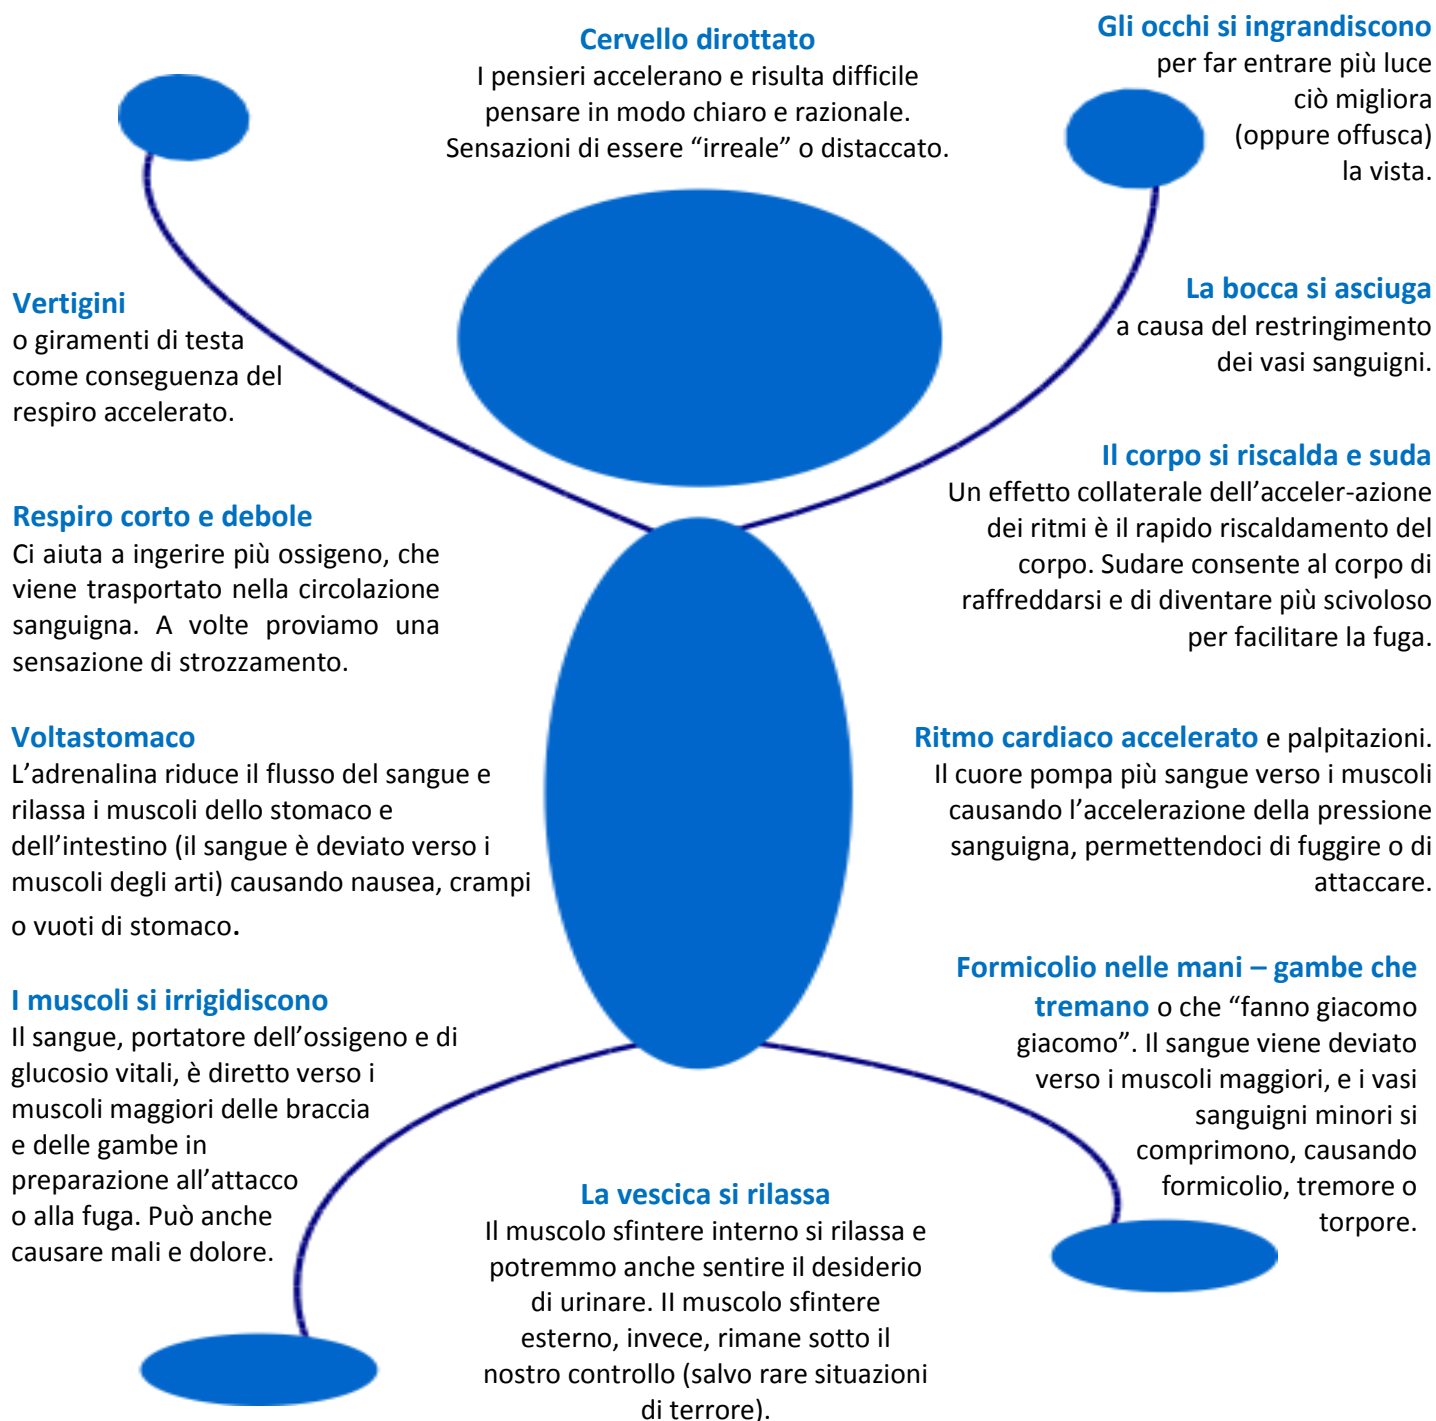 Cervello dirottato
I pensieri accelerano e risulta difficile
pensare in modo chiaro e razionale.
Sensazioni di essere “irreale” o distaccato.
Gli occhi si ingrandiscono
per far entrare più luce
ciò migliora
(oppure offusca)
la vista.
Vertigini
o giramenti di testa
come conseguenza del
respiro accelerato.
La bocca si asciuga
a causa del restringimento
dei vasi sanguigni.
Respiro corto e debole
Ci aiuta a ingerire più ossigeno, che
viene trasportato nella circolazione
sanguigna. A volte proviamo una
sensazione di strozzamento.
Il corpo si riscalda e suda
Un effetto collaterale dell’acceler-azione
dei ritmi è il rapido riscaldamento del
corpo. Sudare consente al corpo di
raffreddarsi e di diventare più scivoloso
per facilitare la fuga.
Voltastomaco
L’adrenalina riduce il flusso del sangue e
rilassa i muscoli dello stomaco e
dell’intestino (il sangue è deviato verso i
muscoli degli arti) causando nausea, crampi
o vuoti di stomaco.
Ritmo cardiaco accelerato e palpitazioni.
Il cuore pompa più sangue verso i muscoli
causando l’accelerazione della pressione
sanguigna, permettendoci di fuggire o di
attaccare.
I muscoli si irrigidiscono
Il sangue, portatore dell’ossigeno e di
glucosio vitali, è diretto verso i
muscoli maggiori delle braccia
e delle gambe in
preparazione all’attacco
o alla fuga. Può anche
causare mali e dolore.
Formicolio nelle mani – gambe che
tremano o che “fanno giacomo
giacomo”. Il sangue viene deviato
verso i muscoli maggiori, e i vasi
sanguigni minori si
comprimono, causando
formicolio, tremore o
torpore.
La vescica si rilassa
Il muscolo sfintere interno si rilassa e
potremmo anche sentire il desiderio
di urinare. II muscolo sfintere
esterno, invece, rimane sotto il
nostro controllo (salvo rare situazioni
di terrore).